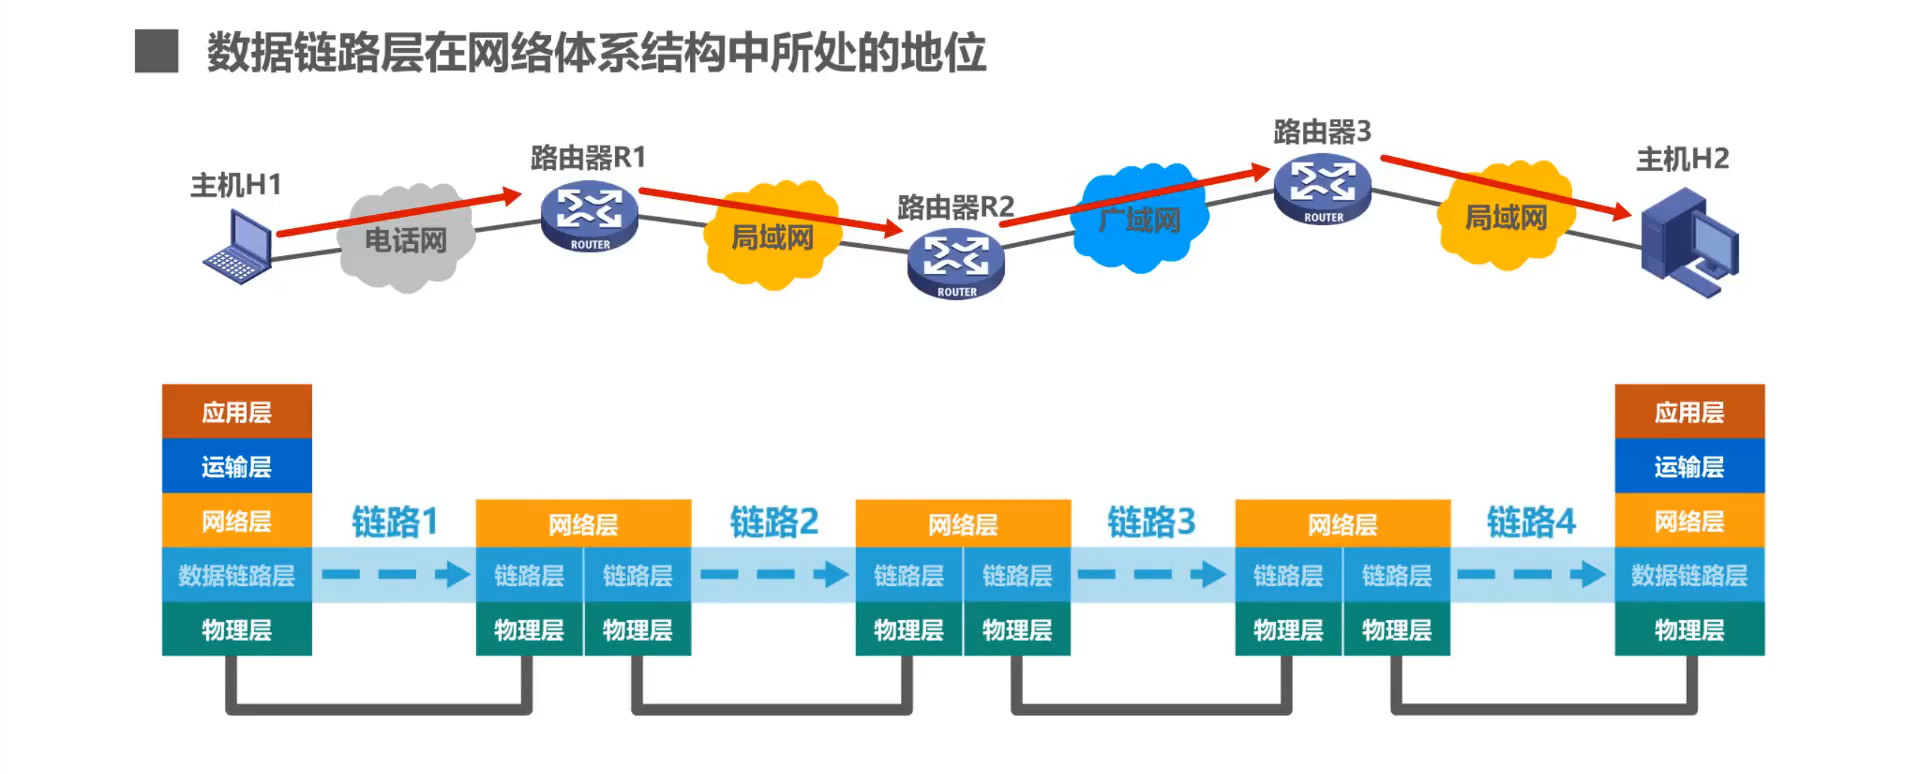 数据链路层在网络体系结构中所处的地位
主机H1
路由器R1
路由器R2
路由器3
主机H2
电话网
局域网
广域网
局域网
ROUTER
ROUTER
ROUTER
应用层
运输层
网络层
数据链路层
物理层
链路1
网络层
链路层 链路层
物理层 物理层
链路2
网络层
链路层 链路层
物理层 物理层
链路3
网络层
链路层 链路层
物理层 物理层
链路4
应用层
运输层
网络层
数据链路层
物理层